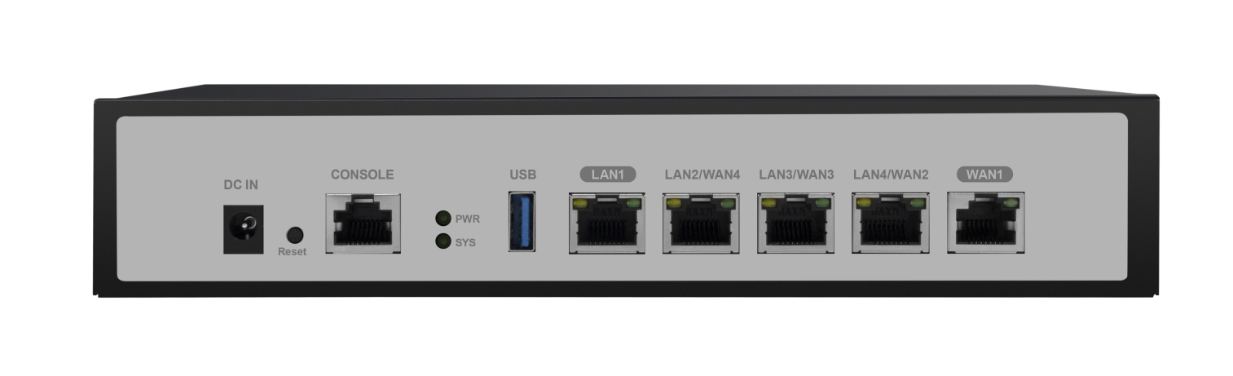 DC IN
Reset
CONSOLE
PWR
SYS
USB
LAN1
LAN2/WAN4
LAN3/WAN3
LAN4/WAN2
WAN1